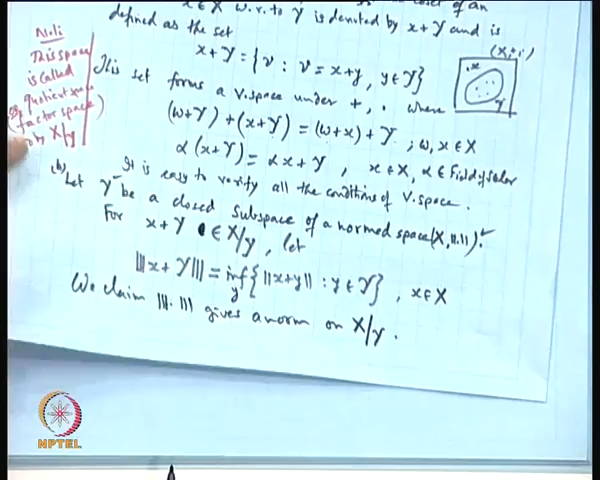 x ∈ X w.r. to Y is denoted by x+Y and is
defined as the set
x+Y = {v : v = x+y, y∈Y}
This set forms a v. space under +, · where
(w+Y) + (x+Y) = (w+x) + Y ; w, x ∈ X
α(x+Y) = αx + Y , x ∈ X, α ∈ Field of scalar
It is easy to verify all the conditions of V. space.
(b) Let Y be a closed subspace of a normed space (X, ||.||).
For x+Y ∈ X/Y, let
|||x+Y||| = inf {||x+y|| : y∈Y} , x∈X
y
We claim |||.||| gives a norm on X/Y.
Note
This space
is called
quotient space
(factor space)
by X/Y
x
Y
NPTEL